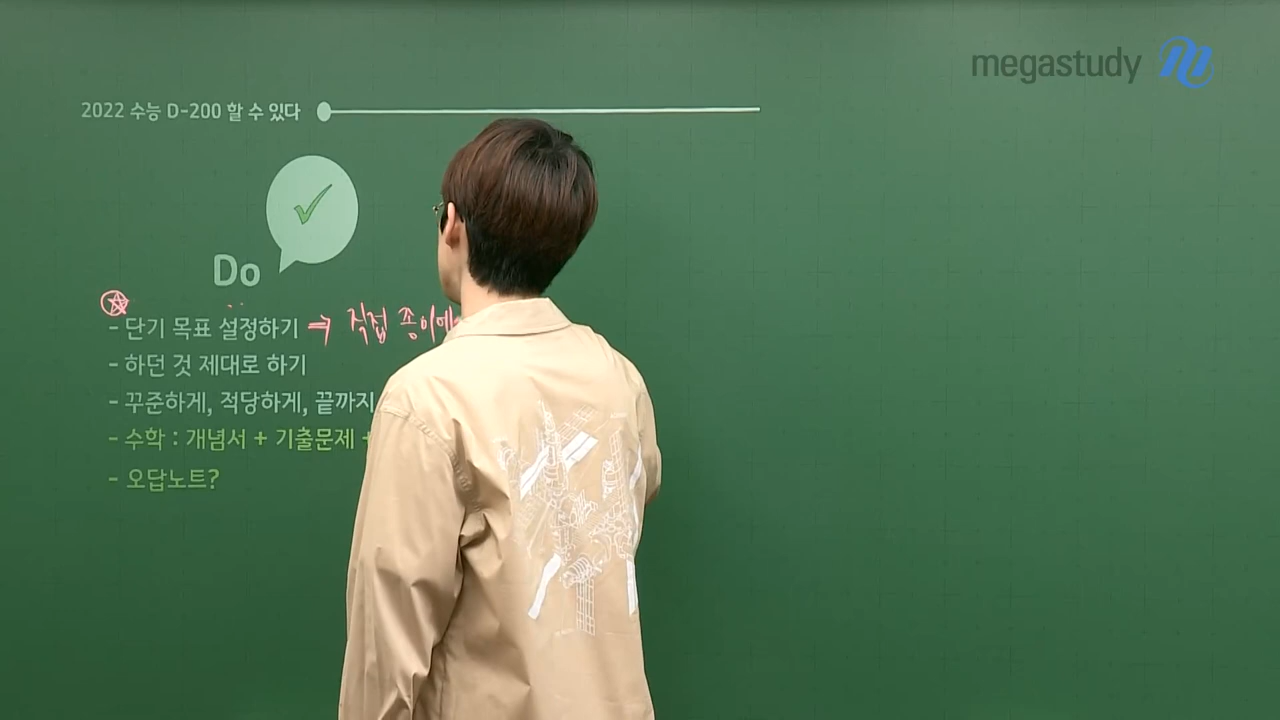 megastudy
2022 수능 D-200 할 수 있다
Do
- 단기 목표 설정하기 → 직접 종이에
- 하던 것 제대로 하기
- 꾸준하게, 적당하게, 끝까지
- 수학 : 개념서 + 기출문제 +
- 오답노트?